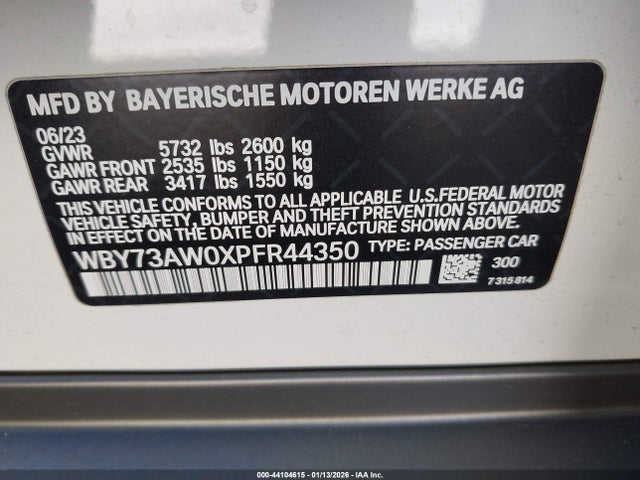 MFD BY BAYERISCHE MOTOREN WERKE AG
06/23
GVWR 5732 lbs 2600 kg
GAWR FRONT 2535 lbs 1150 kg
GAWR REAR 3417 lbs 1550 kg
THIS VEHICLE CONFORMS TO ALL APPLICABLE U.S.FEDERAL MOTOR
VEHICLE SAFETY, BUMPER AND THEFT PREVENTION STANDARDS
IN EFFECT ON THE DATE OF MANUFACTURE SHOWN ABOVE.
WBY73AW0XPFR44350 TYPE: PASSENGER CAR
300
7315814
000-44104615 | 01/13/2026 | IAA Inc.